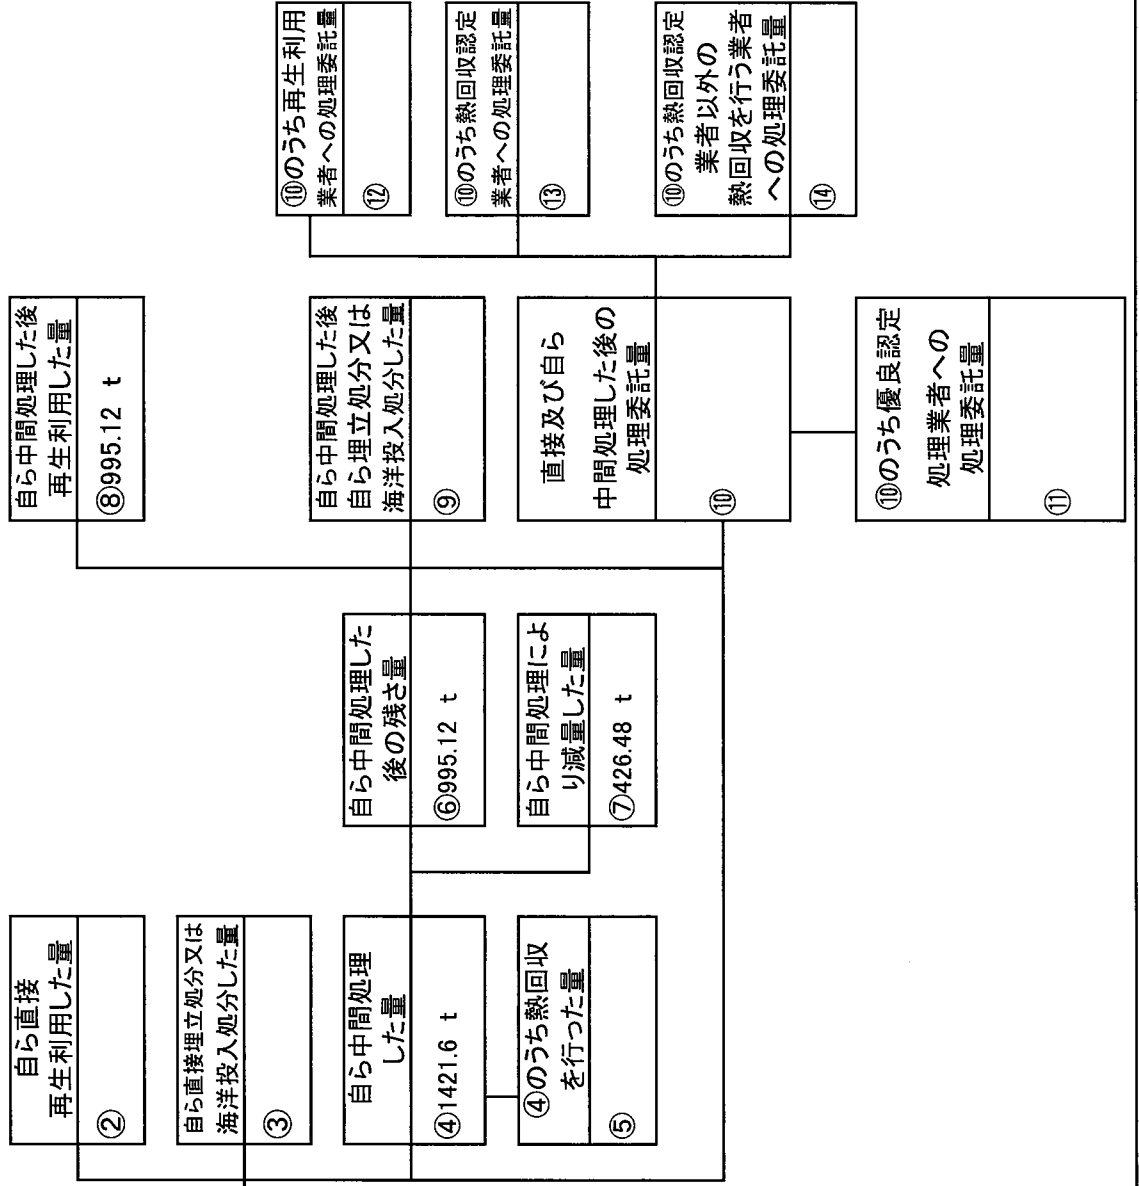 自ら直接
再生利用した量
②
自ら直接埋立処分又は
海洋投入処分した量
③
自ら中間処理
した量
④1421.6 t
④のうち熱回収
を行った量
⑤
自ら中間処理した
後の残さ量
⑥995.12 t
自ら中間処理によ
り減量した量
⑦426.48 t
自ら中間処理した後
再生利用した量
⑧995.12 t
自ら中間処理した後
自ら埋立処分又は
海洋投入処分した量
⑨
直接及び自ら
中間処理した後の
処理委託量
⑩
⑩のうち優良認定
処理業者への
処理委託量
⑪
⑩のうち再生利用
業者への処理委託量
⑫
⑩のうち熱回収認定
業者への処理委託量
⑬
⑩のうち熱回収認定
業者以外の
熱回収を行う業者
への処理委託量
⑭